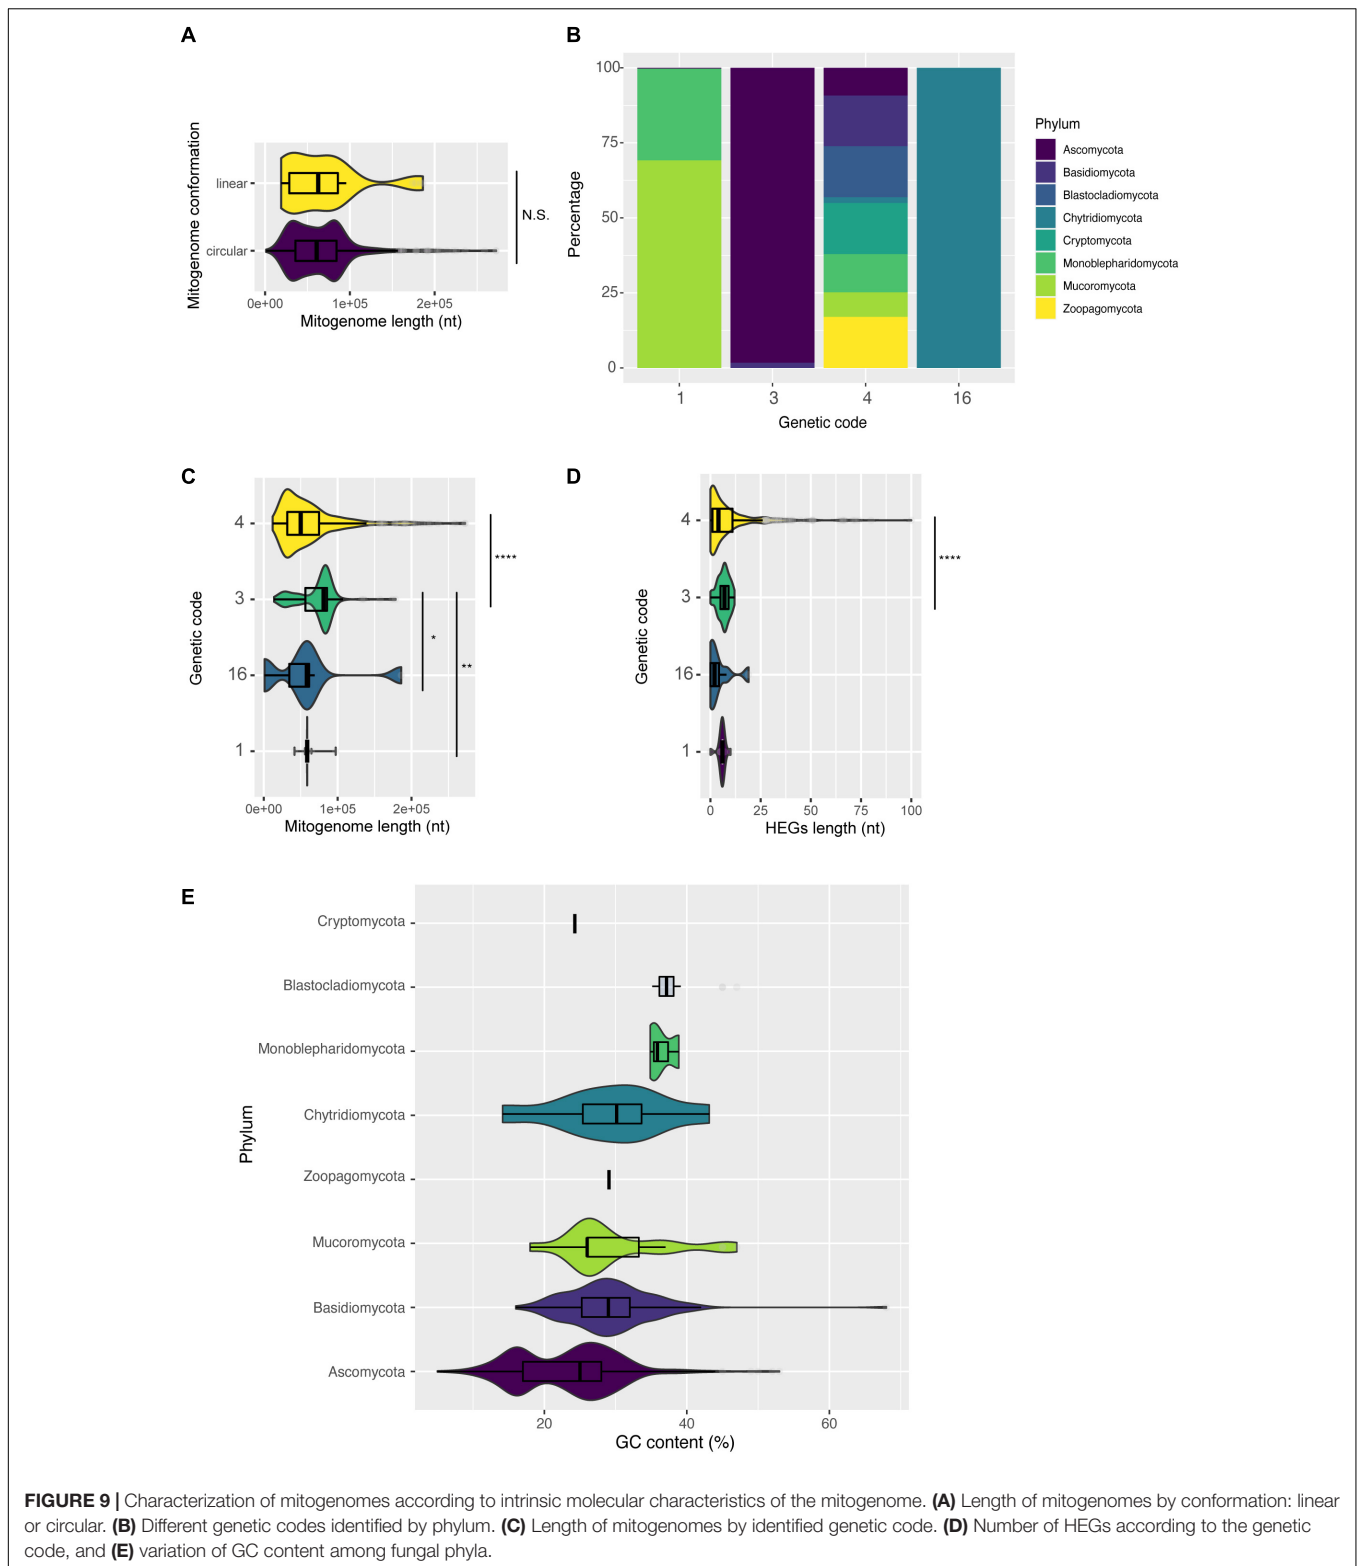 A
Mitogenome conformation
linear
circular
N.S.
0e+00 1e+05 2e+05
Mitogenome length (nt)
B
Percentage
100
75
50
25
0
1 3 4 16
Genetic code
Phylum
Ascomycota
Basidiomycota
Blastocladiomycota
Chytridiomycota
Cryptomycota
Monoblepharidomycota
Mucoromycota
Zoopagomycota
C
Genetic code
4
3
16
1
****
*
**
0e+00 1e+05 2e+05
Mitogenome length (nt)
D
Genetic code
4
3
16
1
****
0 25 50 75 100
HEGs length (nt)
E
Phylum
Cryptomycota
Blastocladiomycota
Monoblepharidomycota
Chytridiomycota
Zoopagomycota
Mucoromycota
Basidiomycota
Ascomycota
20 40 60
GC content (%)
FIGURE 9 | Characterization of mitogenomes according to intrinsic molecular characteristics of the mitogenome. (A) Length of mitogenomes by conformation: linear
or circular. (B) Different genetic codes identified by phylum. (C) Length of mitogenomes by identified genetic code. (D) Number of HEGs according to the genetic
code, and (E) variation of GC content among fungal phyla.